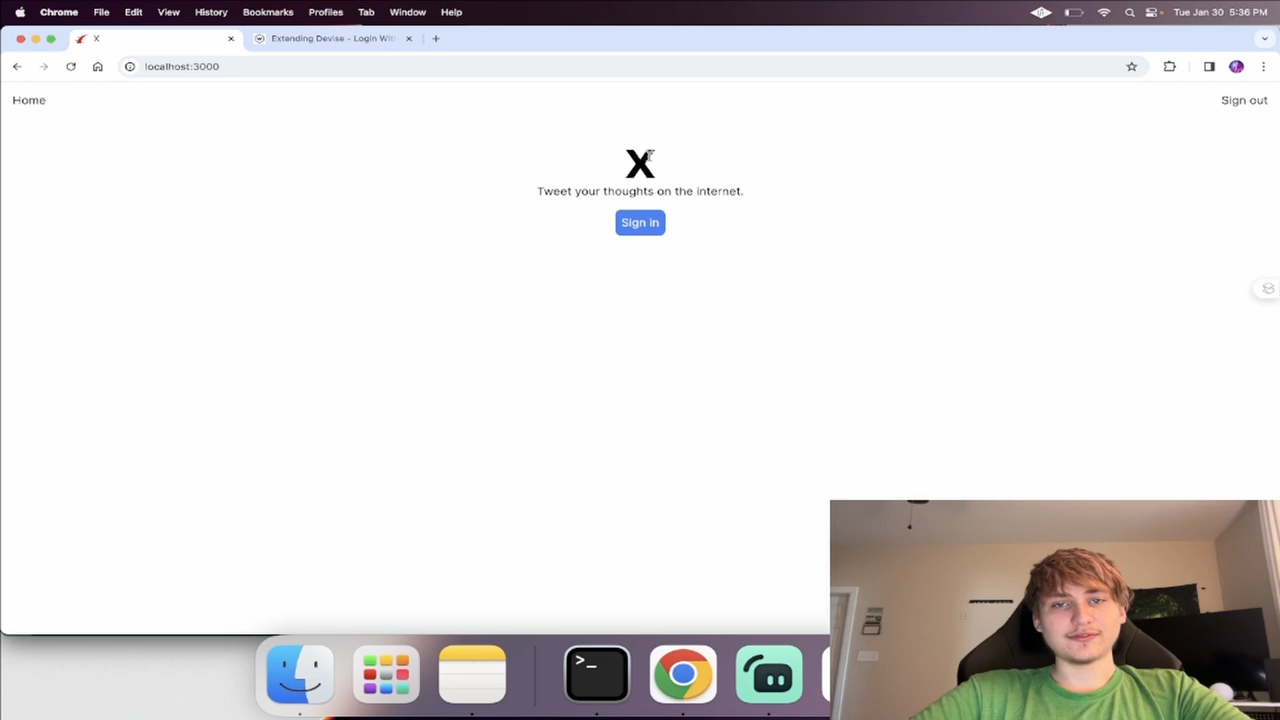 Chrome File Edit View History Bookmarks Profiles Tab Window Help Tue Jan 30 5:36 PM
X Extending Devise - Login Wit
localhost:3000
Home Sign out
X
Tweet your thoughts on the internet.
Sign in
>_